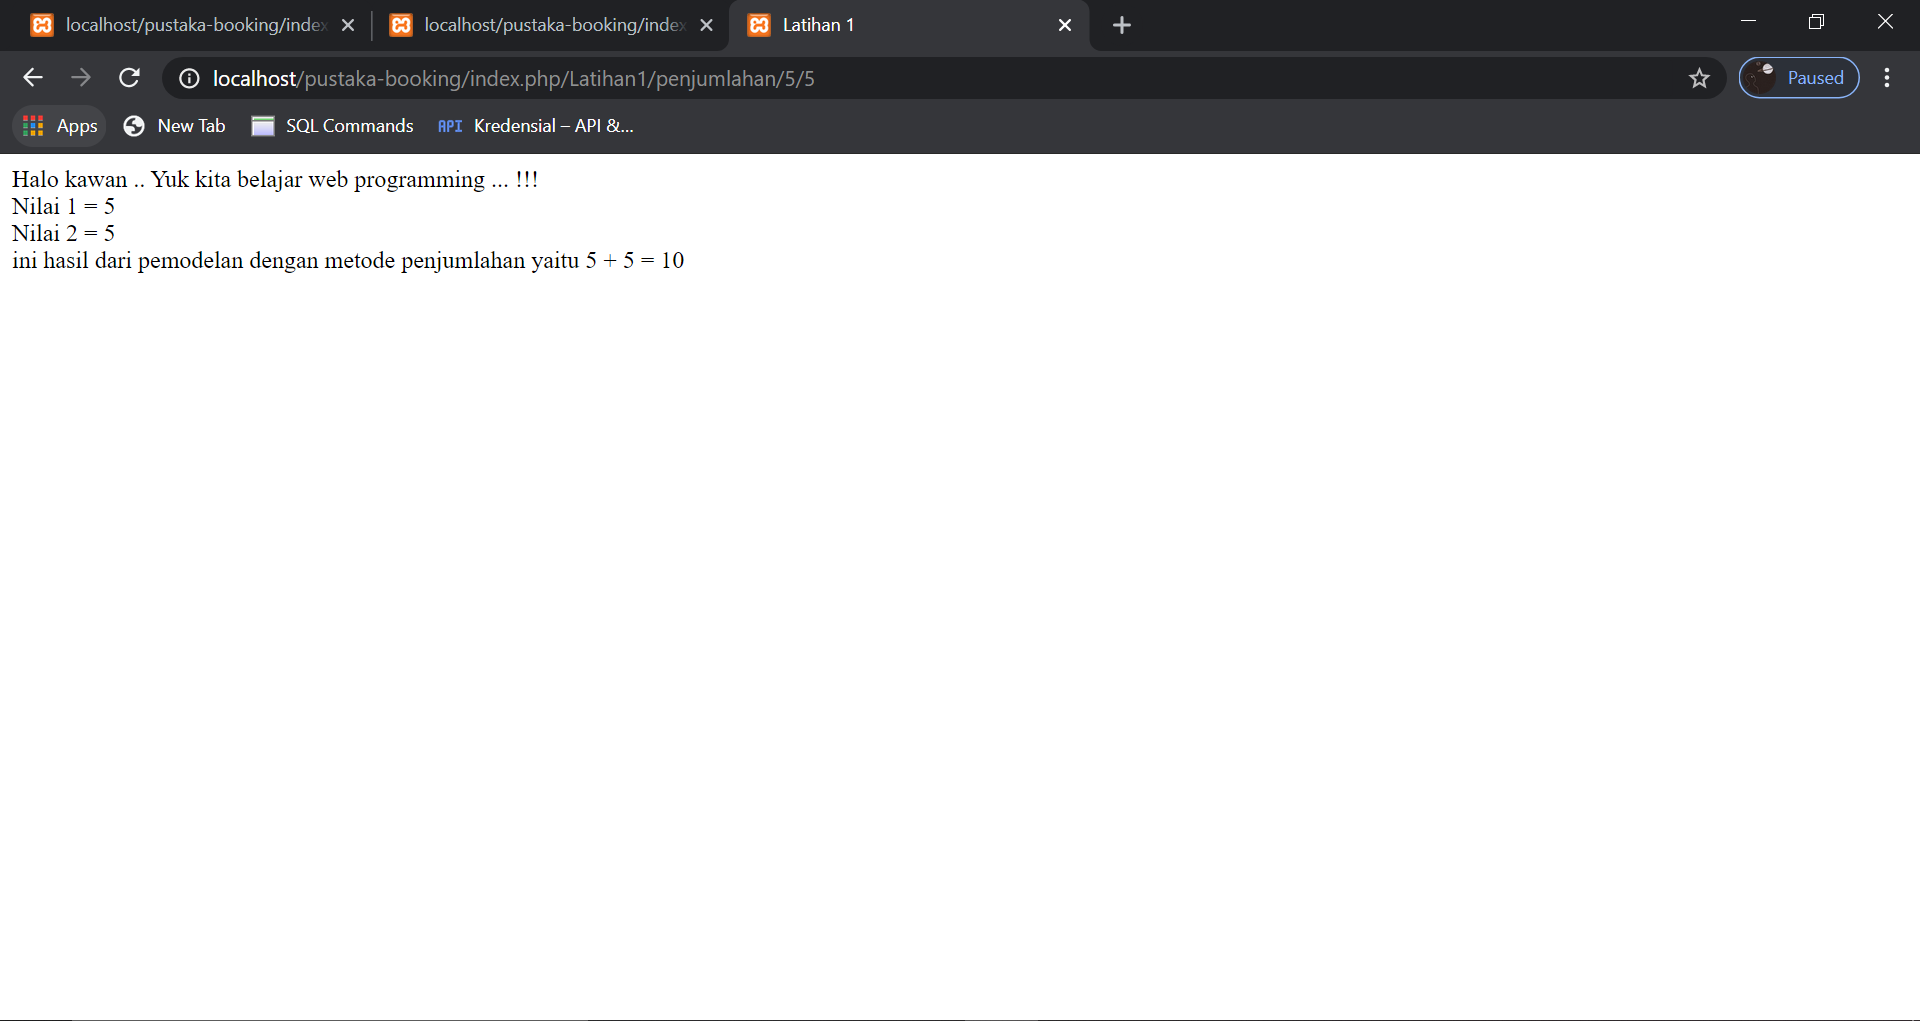 localhost/pustaka-booking/index
localhost/pustaka-booking/index
Latihan 1
localhost/pustaka-booking/index.php/Latihan1/penjumlahan/5/5
Paused
Apps
New Tab
SQL Commands
API Kredensial – API &...
Halo kawan .. Yuk kita belajar web programming ... !!!
Nilai 1 = 5
Nilai 2 = 5
ini hasil dari pemodelan dengan metode penjumlahan yaitu 5 + 5 = 10